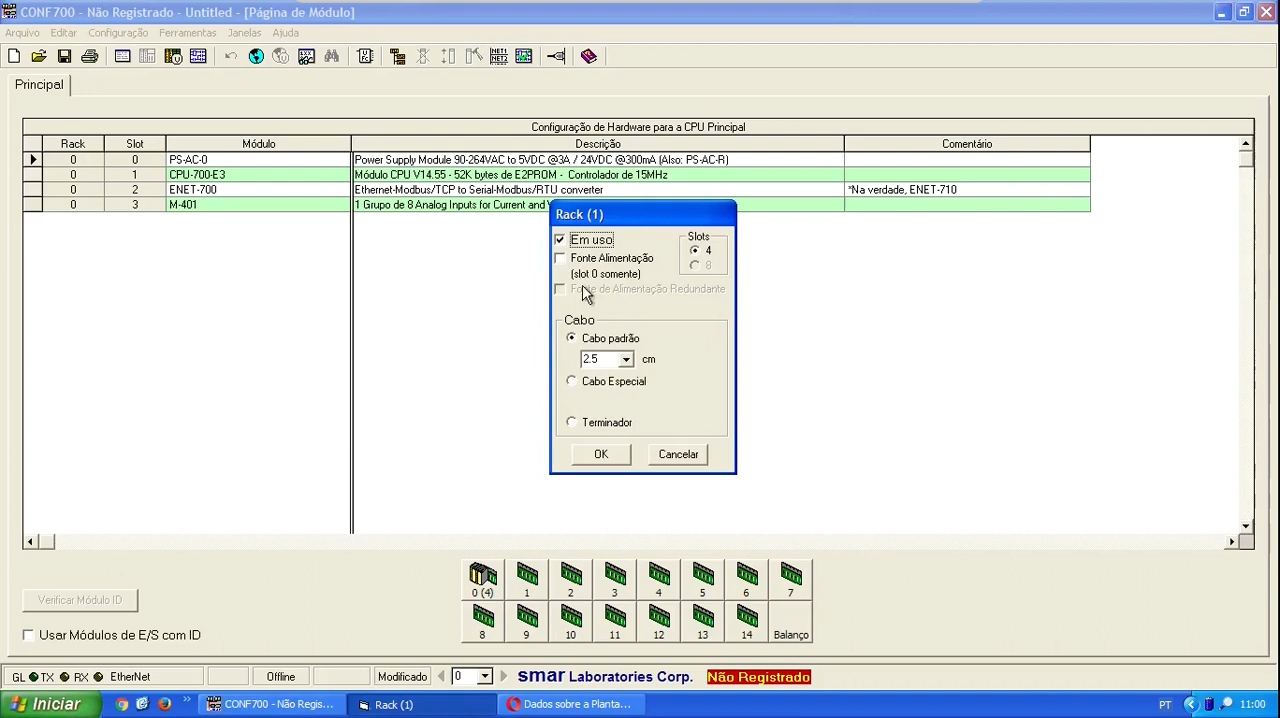 CONF700 - Não Registrado - Untitled - [Página de Módulo]
Arquivo Editar Configuração Ferramentas Janelas Ajuda
Principal
Configuração de Hardware para a CPU Principal
Rack Slot Módulo Descrição Comentário
0 0 PS-AC-0 Power Supply Module 90-264VAC to 5VDC @3A / 24VDC @300mA (Also: PS-AC-R)
0 1 CPU-700-E3 Módulo CPU V14.55 - 52K bytes de E2PROM - Controlador de 15MHz
0 2 ENET-700 Ethernet-Modbus/TCP to Serial-Modbus/RTU converter *Na verdade, ENET-710
0 3 M-401 1 Grupo de 8 Analog Inputs for Current and
Rack (1)
Em uso
Slots
4
8
Fonte Alimentação
(slot 0 somente)
Fonte de Alimentação Redundante
Cabo
Cabo padrão
2.5 cm
Cabo Especial
Terminador
OK Cancelar
0 (4) 1 2 3 4 5 6 7
8 9 10 11 12 13 14 Balanço
Verificar Módulo ID
Usar Módulos de E/S com ID
GL TX RX EtherNet Offline Modificado 0 smar Laboratories Corp. Não Registrado
Iniciar CONF700 - Não Regis... Rack (1) Dados sobre a Planta... PT 11:00